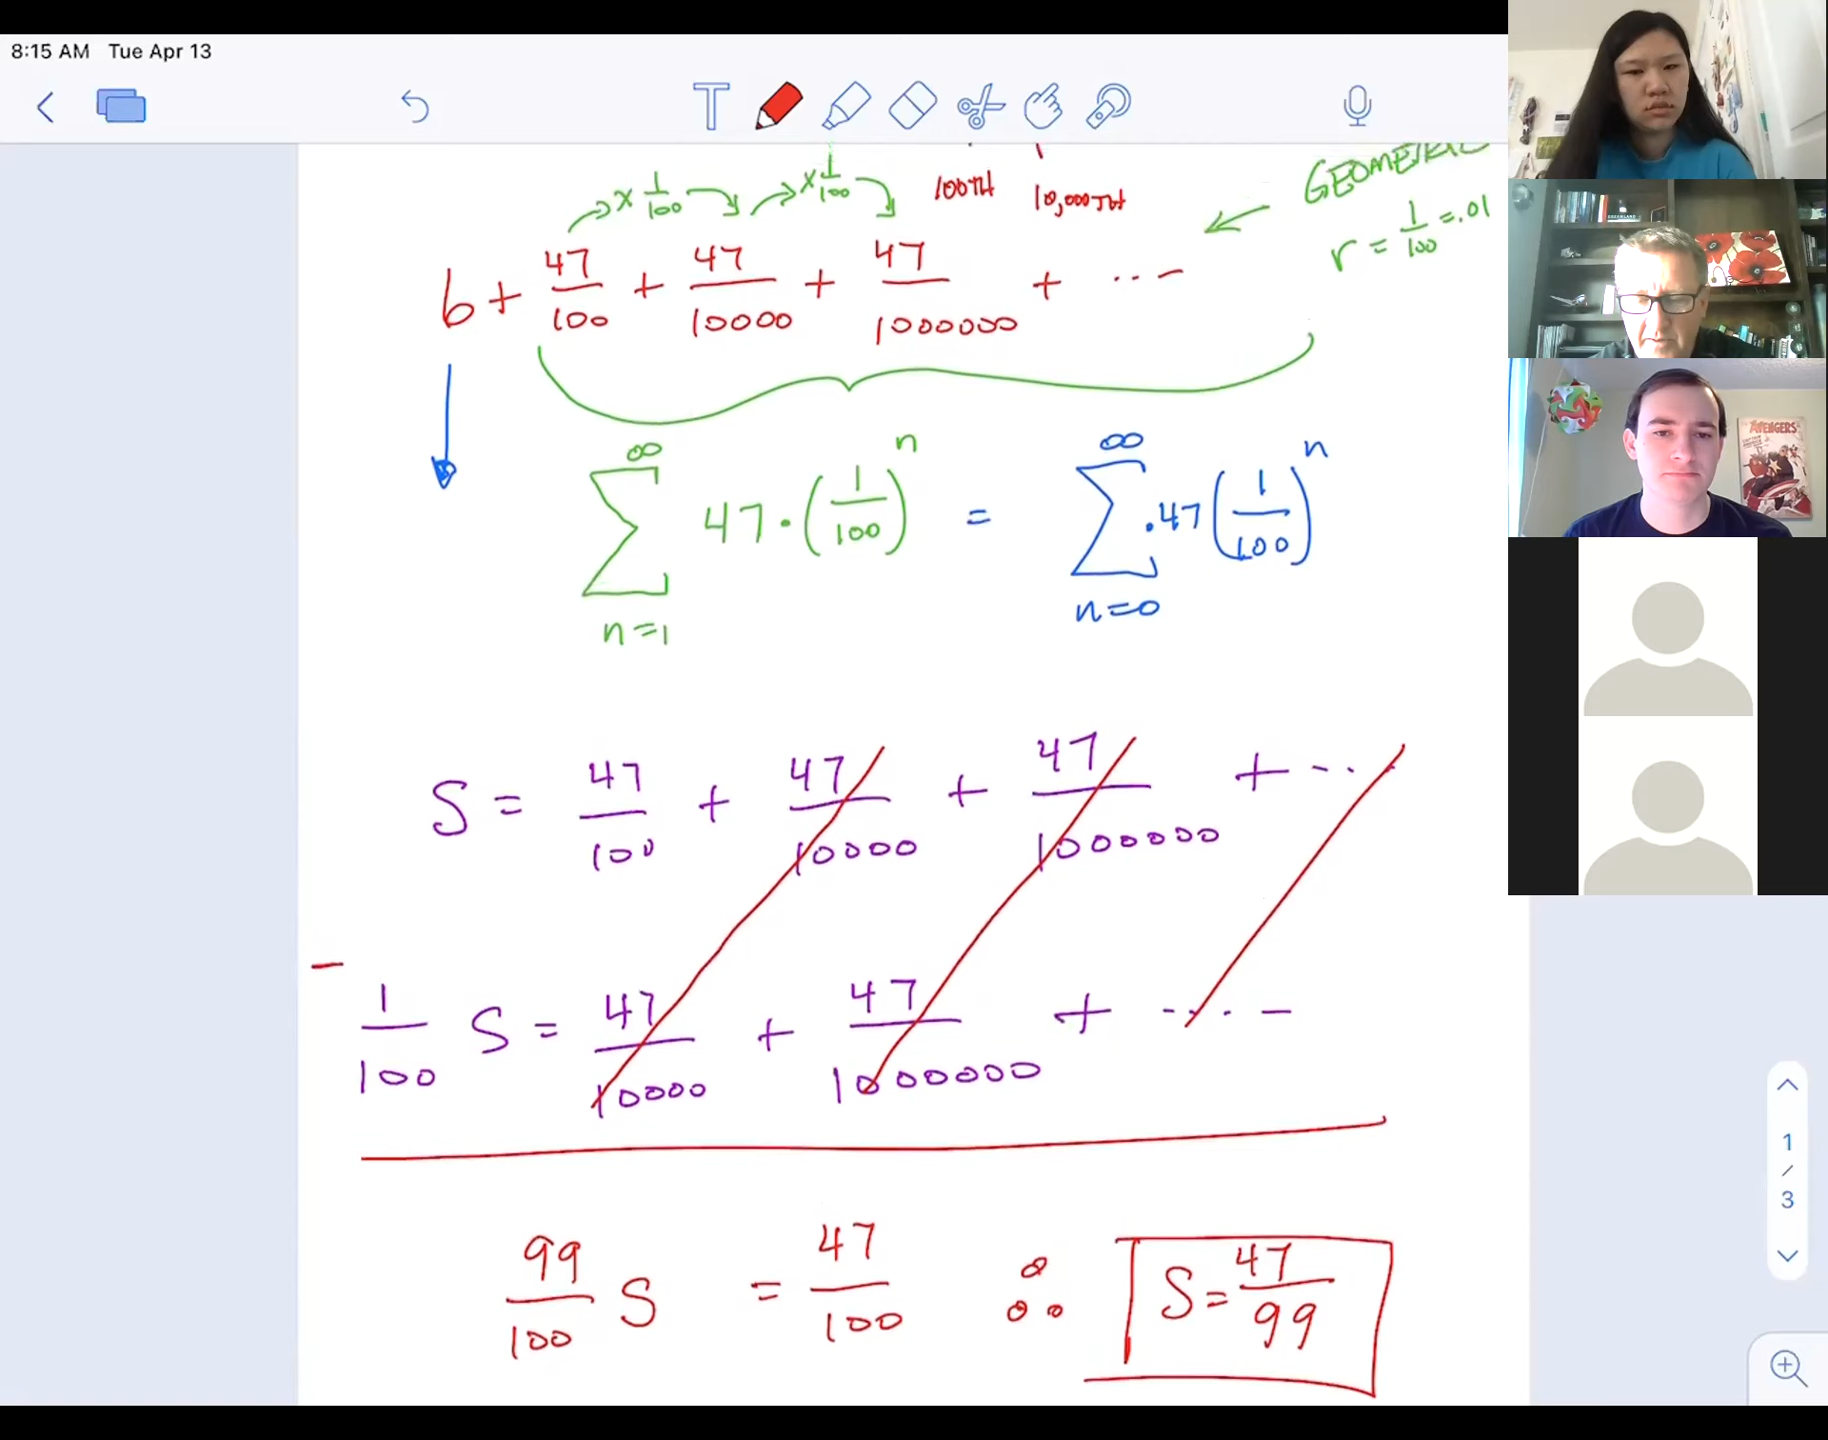 8:15 AM Tue Apr 13
T
GEOMETRIC
× 1/100 × 1/100 100TH 10,000TH
r = 1/100 = .01
6 + 47/100 + 47/10000 + 47/1000000 + ...
∞ ∞
∑ 47 · (1/100)^n = ∑ .47 (1/100)^n
n=1 n=0
S = 47/100 + 47/10000 + 47/1000000 + ...
AVENGERS
− 1/100 S = 47/10000 + 47/1000000 + ....
99/100 S = 47/100 ∴ S = 47/99
1
/
3